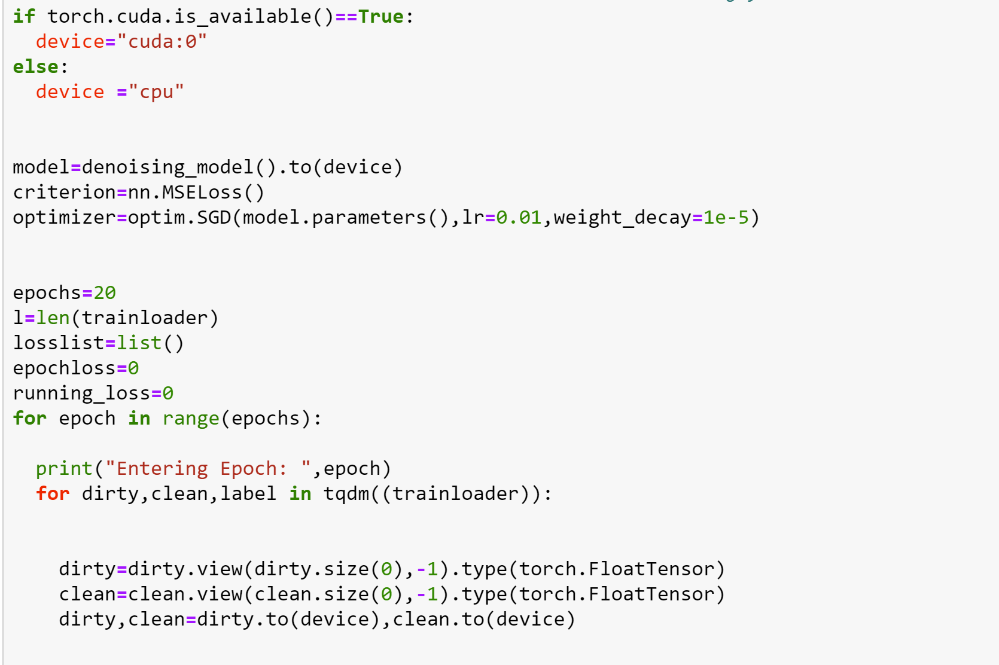 if torch.cuda.is_available()==True:
  device="cuda:0"
else:
  device ="cpu"
model=denoising_model().to(device)
criterion=nn.MSELoss()
optimizer=optim.SGD(model.parameters(),lr=0.01,weight_decay=1e-5)
epochs=20
l=len(trainloader)
losslist=list()
epochloss=0
running_loss=0
for epoch in range(epochs):
  print("Entering Epoch: ",epoch)
  for dirty,clean,label in tqdm((trainloader)):
    dirty=dirty.view(dirty.size(0),-1).type(torch.FloatTensor)
    clean=clean.view(clean.size(0),-1).type(torch.FloatTensor)
    dirty,clean=dirty.to(device),clean.to(device)